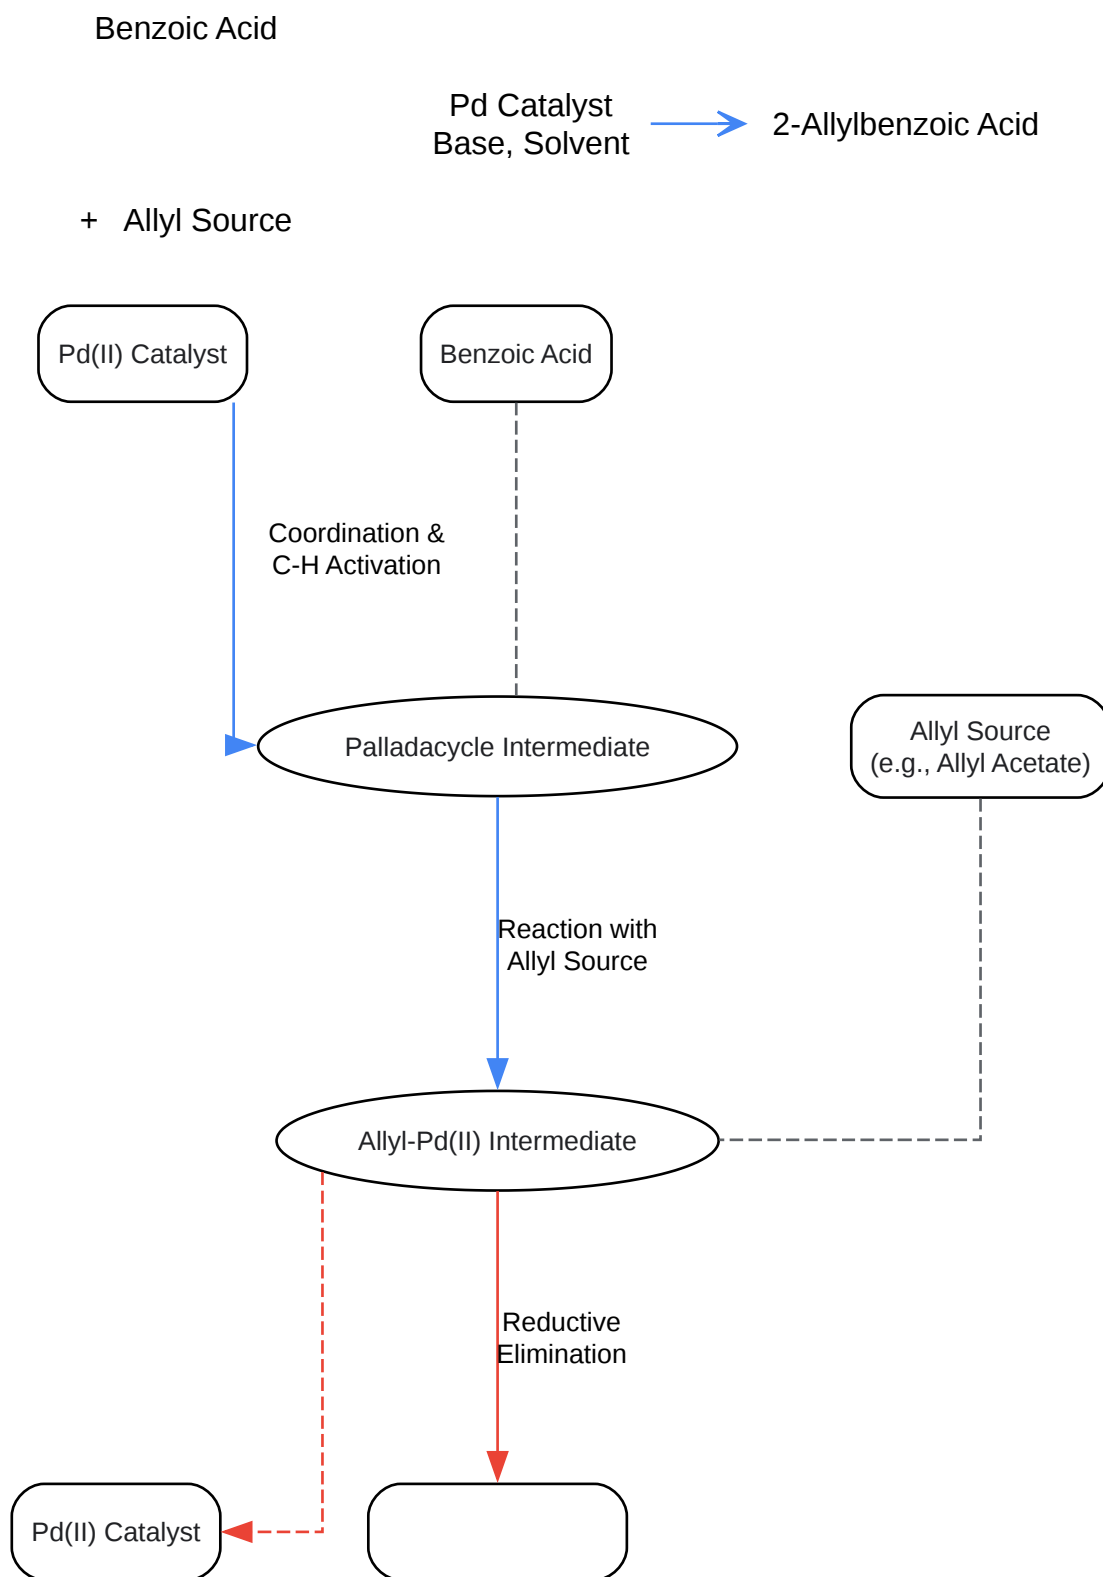 Benzoic Acid
Pd Catalyst
Base, Solvent
2-Allylbenzoic Acid
+ Allyl Source
Pd(II) Catalyst
Benzoic Acid
Coordination &
C-H Activation
Palladacycle Intermediate
Allyl Source
(e.g., Allyl Acetate)
Reaction with
Allyl Source
Allyl-Pd(II) Intermediate
Reductive
Elimination
Pd(II) Catalyst